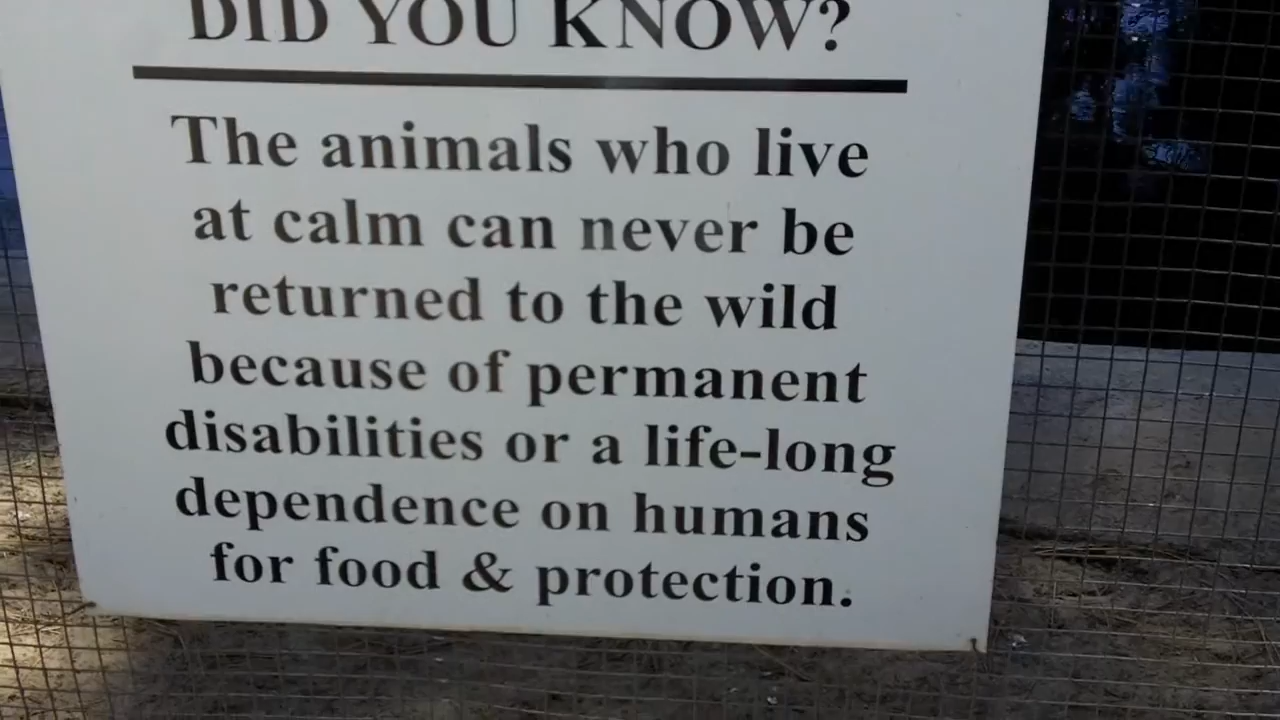 DID YOU KNOW?
The animals who live
at calm can never be
returned to the wild
because of permanent
disabilities or a life-long
dependence on humans
for food & protection.